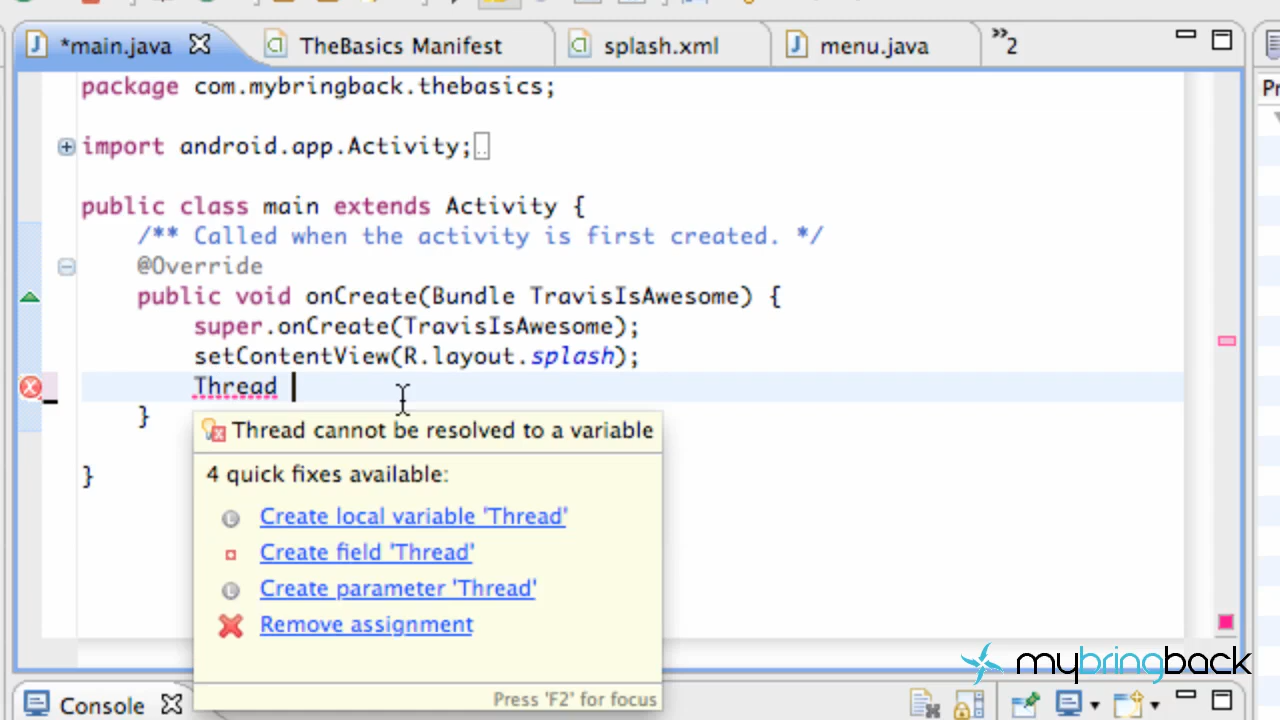 *main.java
TheBasics Manifest
splash.xml
menu.java
»2
Pr
package com.mybringback.thebasics;
import android.app.Activity;
public class main extends Activity {
/** Called when the activity is first created. */
@Override
public void onCreate(Bundle TravisIsAwesome) {
super.onCreate(TravisIsAwesome);
setContentView(R.layout.splash);
Thread
}
}
Thread cannot be resolved to a variable
4 quick fixes available:
Create local variable 'Thread'
Create field 'Thread'
Create parameter 'Thread'
Remove assignment
Press 'F2' for focus
mybringback
Console